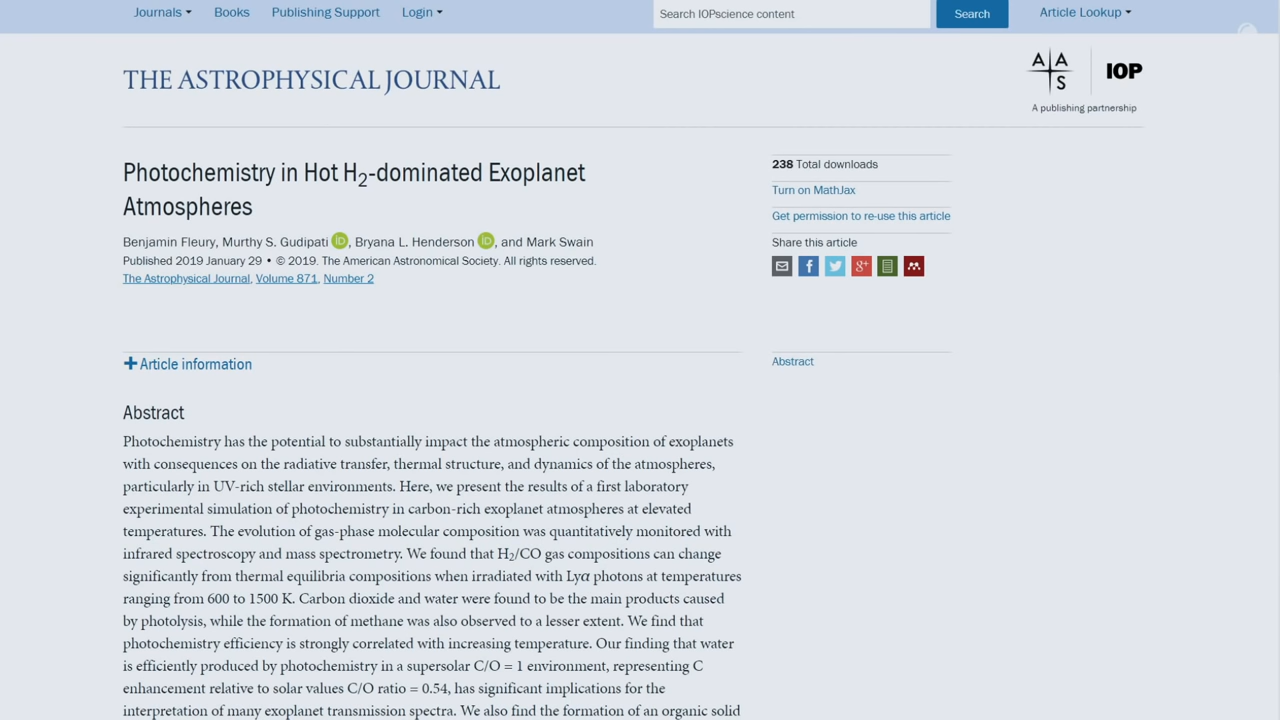 Journals Books Publishing Support Login Search IOPscience content Search Article Lookup
THE ASTROPHYSICAL JOURNAL
A A S IOP
A publishing partnership
Photochemistry in Hot H2-dominated Exoplanet
Atmospheres
Benjamin Fleury, Murthy S. Gudipati iD, Bryana L. Henderson iD, and Mark Swain
Published 2019 January 29 • © 2019. The American Astronomical Society. All rights reserved.
The Astrophysical Journal, Volume 871, Number 2
238 Total downloads
Turn on MathJax
Get permission to re-use this article
Share this article
Article information
Abstract
Abstract
Photochemistry has the potential to substantially impact the atmospheric composition of exoplanets
with consequences on the radiative transfer, thermal structure, and dynamics of the atmospheres,
particularly in UV-rich stellar environments. Here, we present the results of a first laboratory
experimental simulation of photochemistry in carbon-rich exoplanet atmospheres at elevated
temperatures. The evolution of gas-phase molecular composition was quantitatively monitored with
infrared spectroscopy and mass spectrometry. We found that H2/CO gas compositions can change
significantly from thermal equilibria compositions when irradiated with Lyα photons at temperatures
ranging from 600 to 1500 K. Carbon dioxide and water were found to be the main products caused
by photolysis, while the formation of methane was also observed to a lesser extent. We find that
photochemistry efficiency is strongly correlated with increasing temperature. Our finding that water
is efficiently produced by photochemistry in a supersolar C/O = 1 environment, representing C
enhancement relative to solar values C/O ratio = 0.54, has significant implications for the
interpretation of many exoplanet transmission spectra. We also find the formation of an organic solid